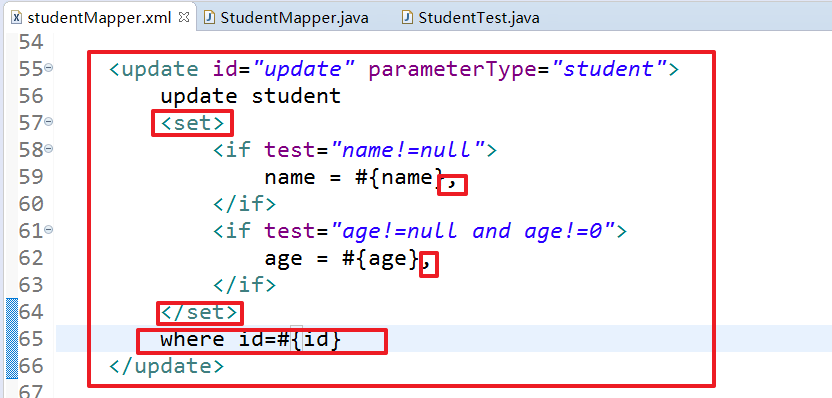 studentMapper.xml StudentMapper.java StudentTest.java
54
55 <update id="update" parameterType="student">
56 update student
57 <set>
58 <if test="name!=null">
59 name = #{name},
60 </if>
61 <if test="age!=null and age!=0">
62 age = #{age},
63 </if>
64 </set>
65 where id=#{id}
66 </update>
67